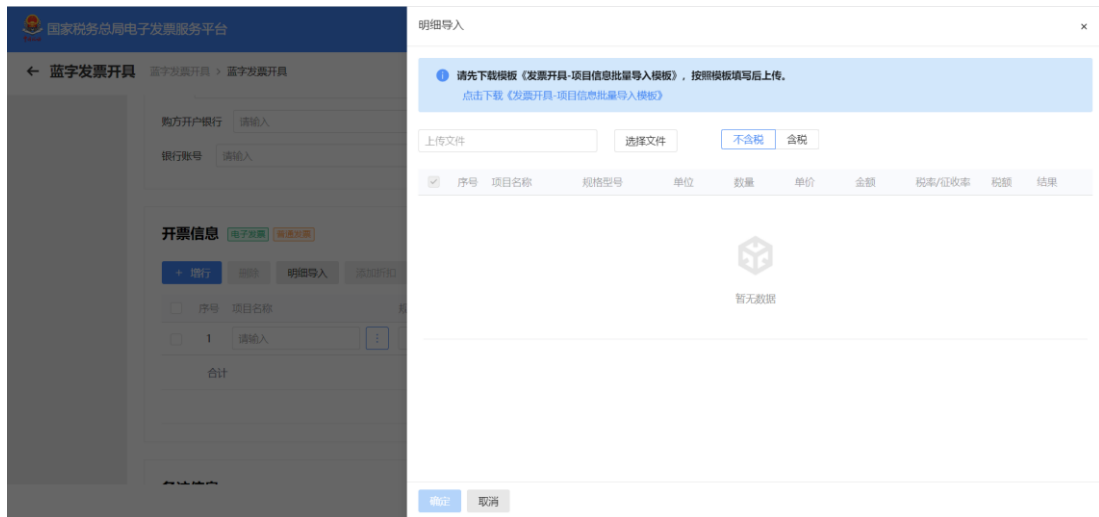 国家税务总局电子发票服务平台
蓝字发票开具 蓝字发票开具 > 蓝字发票开具
购方开户银行 请输入
银行账号 请输入
开票信息 电子发票 普通发票
+ 增行 删除 明细导入 添加折扣
序号 项目名称
1 请输入
合计
明细导入
请先下载模板《发票开具-项目信息批量导入模板》,按照模板填写后上传。
点击下载《发票开具-项目信息批量导入模板》
上传文件 选择文件 不含税 含税
序号 项目名称 规格型号 单位 数量 单价 金额 税率/征收率 税额 结果
暂无数据
确定 取消